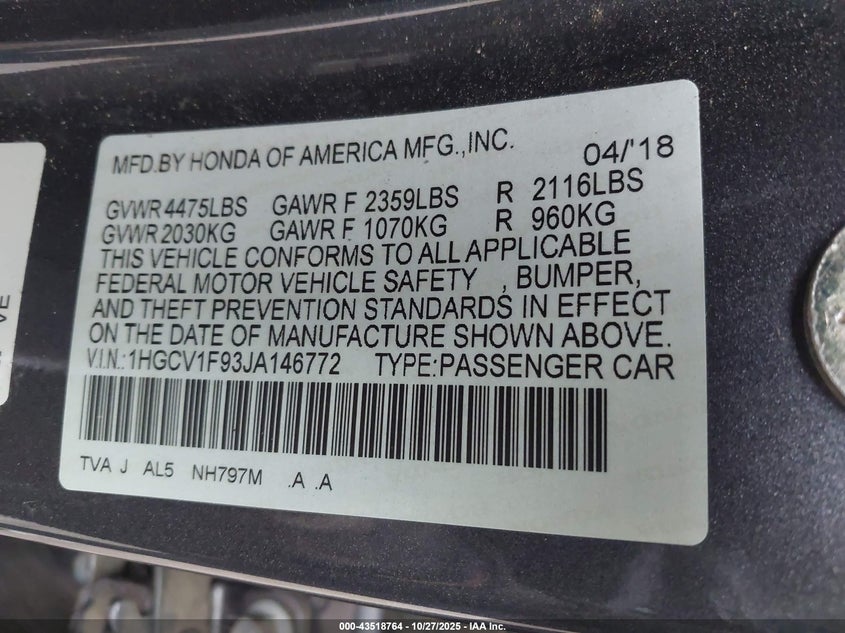 MFD.BY HONDA OF AMERICA MFG.,INC. 04/'18
GVWR 4475LBS GAWR F 2359LBS R 2116LBS
GVWR 2030KG GAWR F 1070KG R 960KG
THIS VEHICLE CONFORMS TO ALL APPLICABLE
FEDERAL MOTOR VEHICLE SAFETY , BUMPER,
AND THEFT PREVENTION STANDARDS IN EFFECT
ON THE DATE OF MANUFACTURE SHOWN ABOVE.
V.I.N.:1HGCV1F93JA146772 TYPE:PASSENGER CAR
TVA J AL5 NH797M .A .A
VE
000-43518764 - 10/27/2025 - IAA Inc.